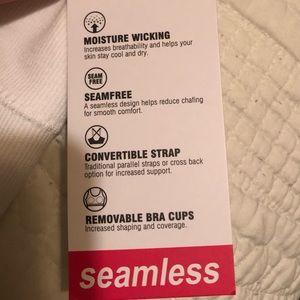 MOISTURE WICKING
Increases breathability and helps your
skin stay cool and dry.
SEAM
FREE
SEAMFREE
A seamless design helps reduce chafing
for smooth comfort.
CONVERTIBLE STRAP
Traditional parallel straps or cross back
option for increased support.
REMOVABLE BRA CUPS
Increased shaping and coverage.
seamless